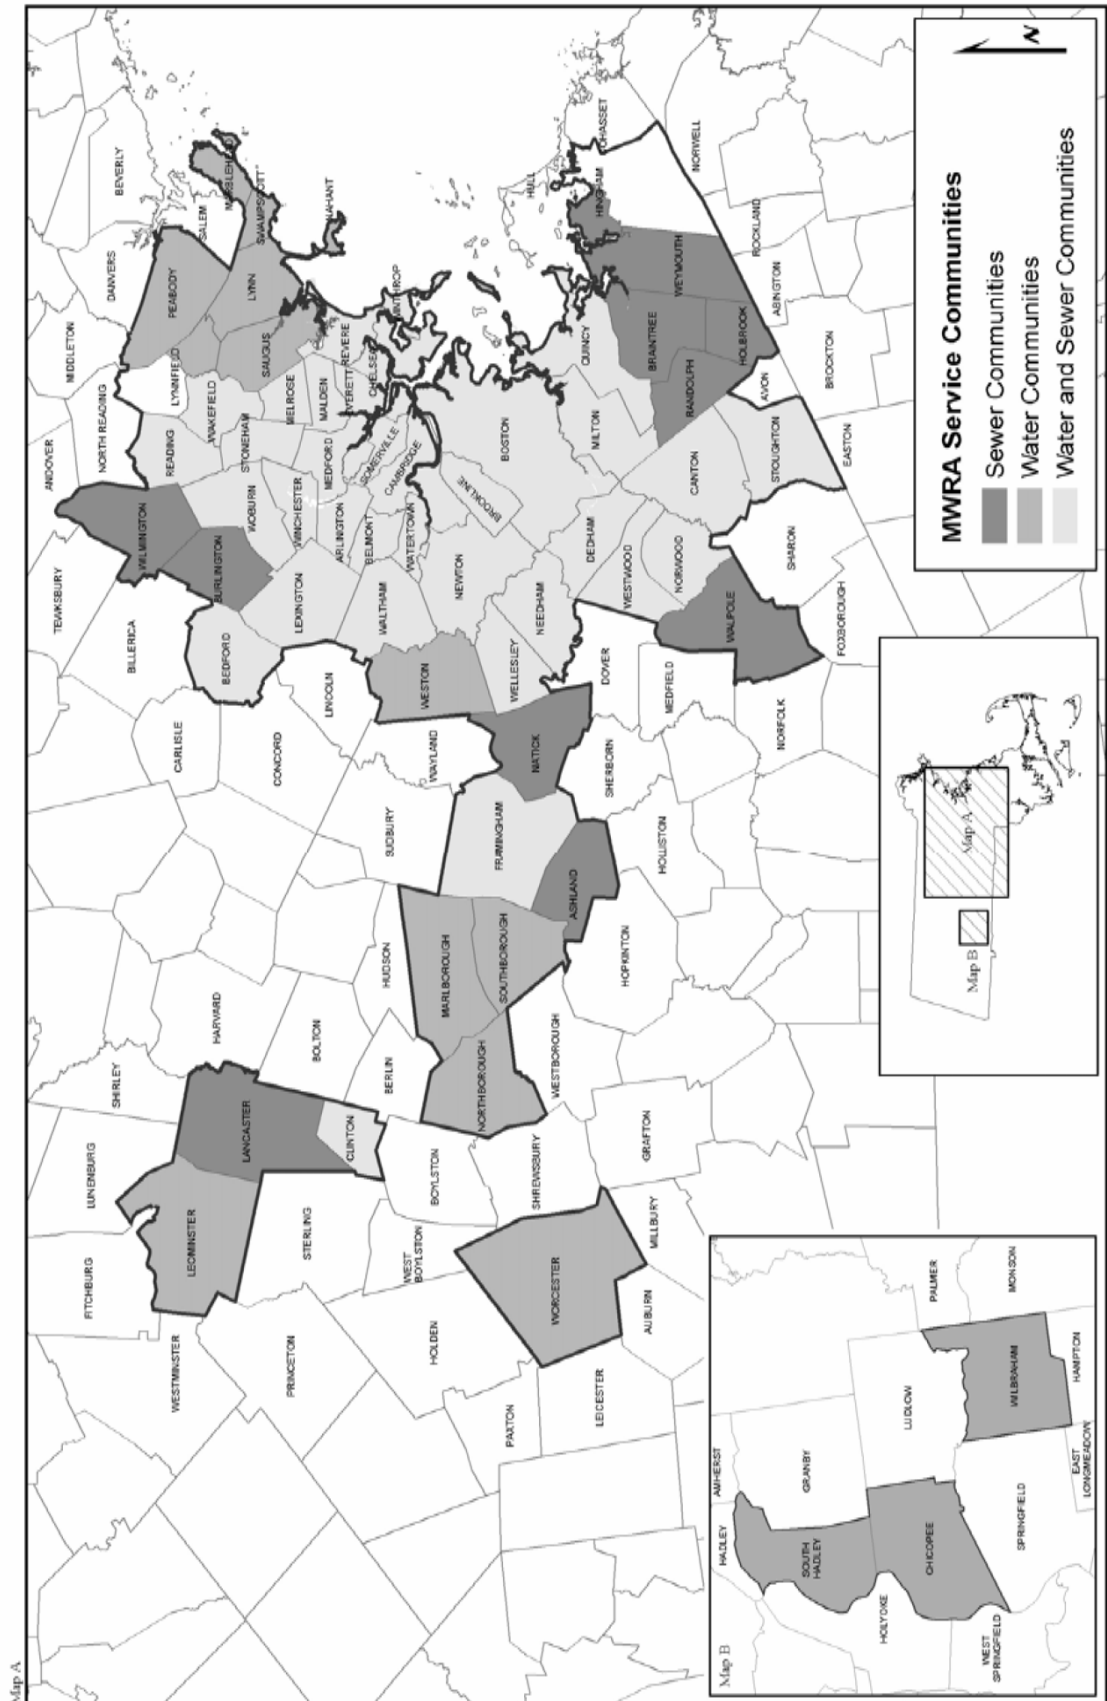 Map A
FITCHBURG
LUNENBURG
SHIRLEY
TEWKSBURY
ANDOVER
MIDDLETON
DANVERS
BEVERLY
WESTMINSTER
LEOMINSTER
LANCASTER
HARVARD
CARLISLE
BILLERICA
WILMINGTON
NORTH READING
READING
LYNNFIELD
PEABODY
SALEM
MARBLEHEAD
PRINCETON
STERLING
CLINTON
BOLTON
CONCORD
BEDFORD
BURLINGTON
WOBURN
WAKEFIELD
STONEHAM
SAUGUS
LYNN
SWAMPSCOTT
NAHANT
LINCOLN
LEXINGTON
WINCHESTER
MELROSE
HOLDEN
WEST
BOYLSTON
BOYLSTON
BERLIN
HUDSON
SUDBURY
WAYLAND
WESTON
WALTHAM
ARLINGTON
BELMONT
WATERTOWN
MEDFORD
MALDEN
EVERETT
REVERE
CHELSEA
WINTHROP
SOMERVILLE
CAMBRIDGE
PAXTON
LEICESTER
WORCESTER
SHREWSBURY
NORTHBOROUGH
MARLBOROUGH
SOUTHBOROUGH
FRAMINGHAM
NATICK
WELLESLEY
NEWTON
NEEDHAM
BROOKLINE
BOSTON
HULL
AUBURN
MILLBURY
GRAFTON
WESTBOROUGH
HOPKINTON
ASHLAND
HOLLISTON
SHERBORN
DOVER
MEDFIELD
DEDHAM
WESTWOOD
NORWOOD
MILTON
QUINCY
BRAINTREE
WEYMOUTH
HINGHAM
COHASSET
NORWELL
RANDOLPH
HOLBROOK
CANTON
STOUGHTON
AVON
ROCKLAND
ABINGTON
BROCKTON
EASTON
SHARON
WALPOLE
NORFOLK
FOXBOROUGH
Map B
HADLEY
AMHERST
SOUTH
HADLEY
GRANBY
HOLYOKE
CHICOPEE
LUDLOW
PALMER
WEST
SPRINGFIELD
SPRINGFIELD
WILBRAHAM
MONSON
EAST
LONGMEADOW
HAMPTON
Map B
Map A
MWRA Service Communities
Sewer Communities
Water Communities
Water and Sewer Communities
N